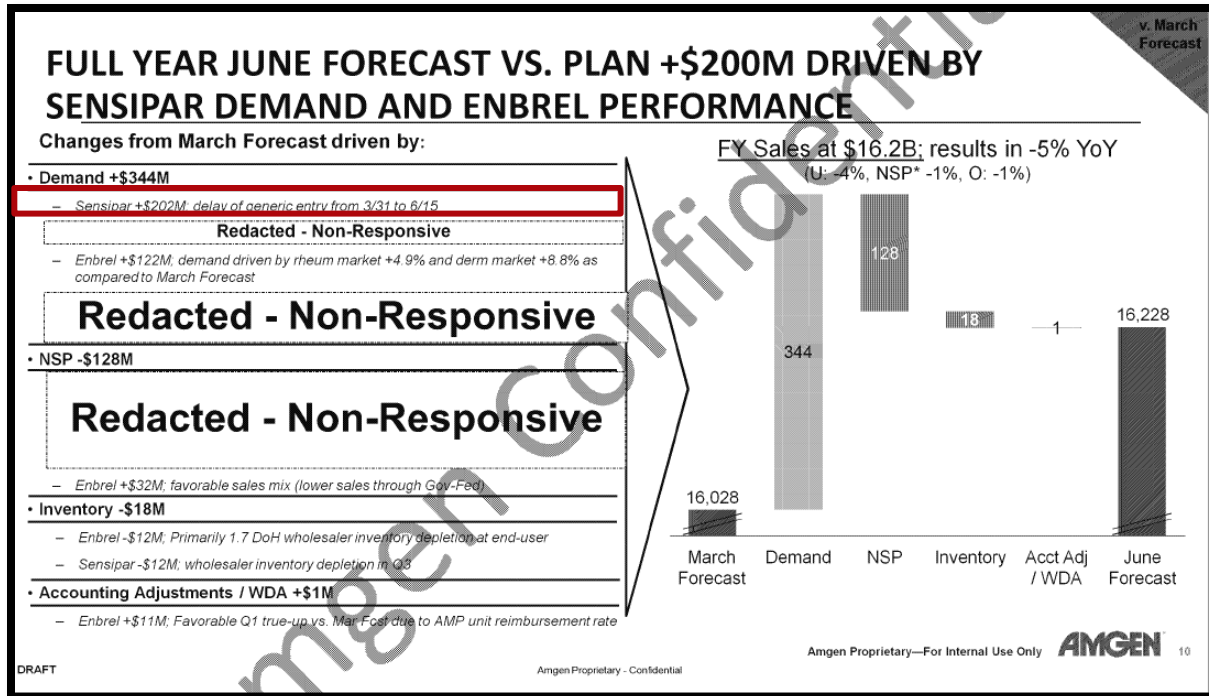 v. March
Forecast
FULL YEAR JUNE FORECAST VS. PLAN +$200M DRIVEN BY
SENSIPAR DEMAND AND ENBREL PERFORMANCE
Changes from March Forecast driven by:
• Demand +$344M
– Sensipar +$202M; delay of generic entry from 3/31 to 6/15
Redacted - Non-Responsive
– Enbrel +$122M; demand driven by rheum market +4.9% and derm market +8.8% as
compared to March Forecast
Redacted - Non-Responsive
• NSP -$128M
Redacted - Non-Responsive
– Enbrel +$32M; favorable sales mix (lower sales through Gov-Fed)
• Inventory -$18M
– Enbrel -$12M; Primarily 1.7 DoH wholesaler inventory depletion at end-user
– Sensipar -$12M; wholesaler inventory depletion in Q3
• Accounting Adjustments / WDA +$1M
– Enbrel +$11M; Favorable Q1 true-up vs. Mar Fcst due to AMP unit reimbursement rate
FY Sales at $16.2B; results in -5% YoY
(U: -4%, NSP* -1%, O: -1%)
16,028
344
128
18
1
16,228
March
Forecast
Demand
NSP
Inventory
Acct Adj
/ WDA
June
Forecast
Amgen Confidential
DRAFT
Amgen Proprietary - Confidential
Amgen Proprietary—For Internal Use Only
AMGEN
10